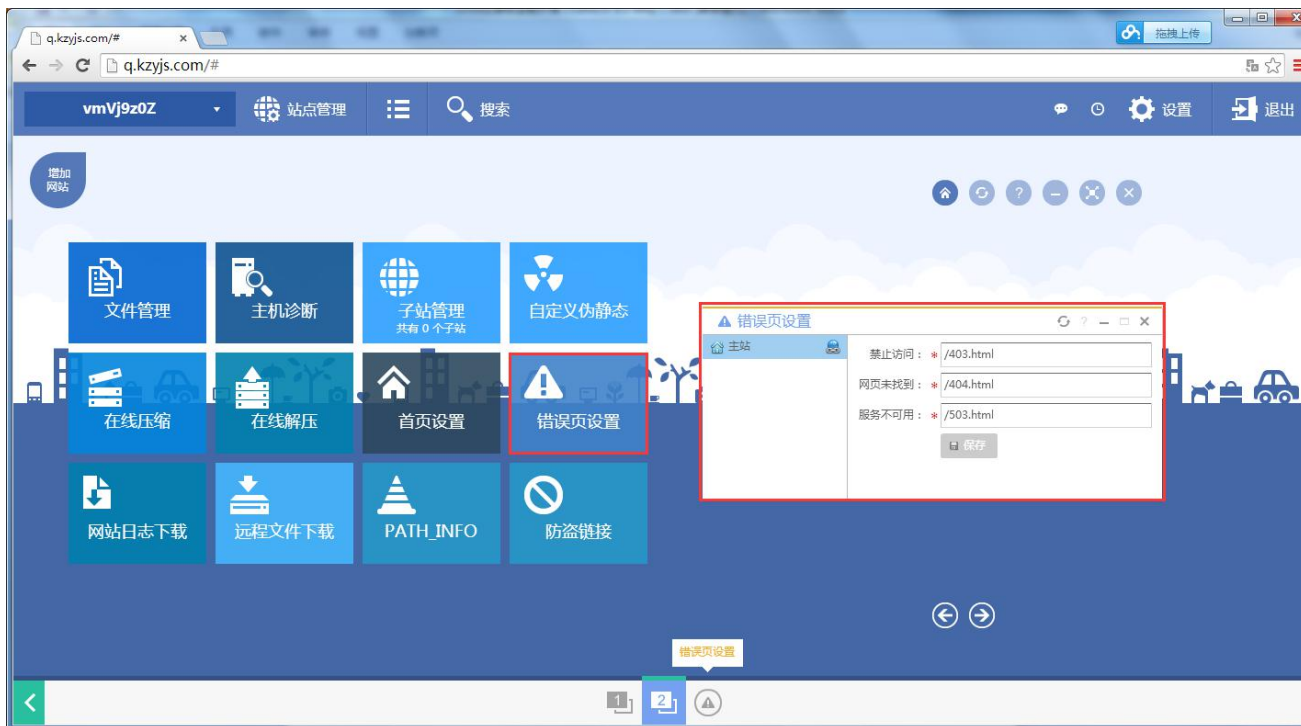 q.kzyjs.com/#
拖拽上传
q.kzyjs.com/#
vmVj9z0Z
站点管理
搜索
设置
退出
增加
网站
文件管理
主机诊断
子站管理
共有 0 个子站
自定义伪静态
在线压缩
在线解压
首页设置
错误页设置
网站日志下载
远程文件下载
PATH_INFO
防盗链接
错误页设置
主站
禁止访问： * /403.html
网页未找到： * /404.html
服务不可用： * /503.html
保存
错误页设置
1
2